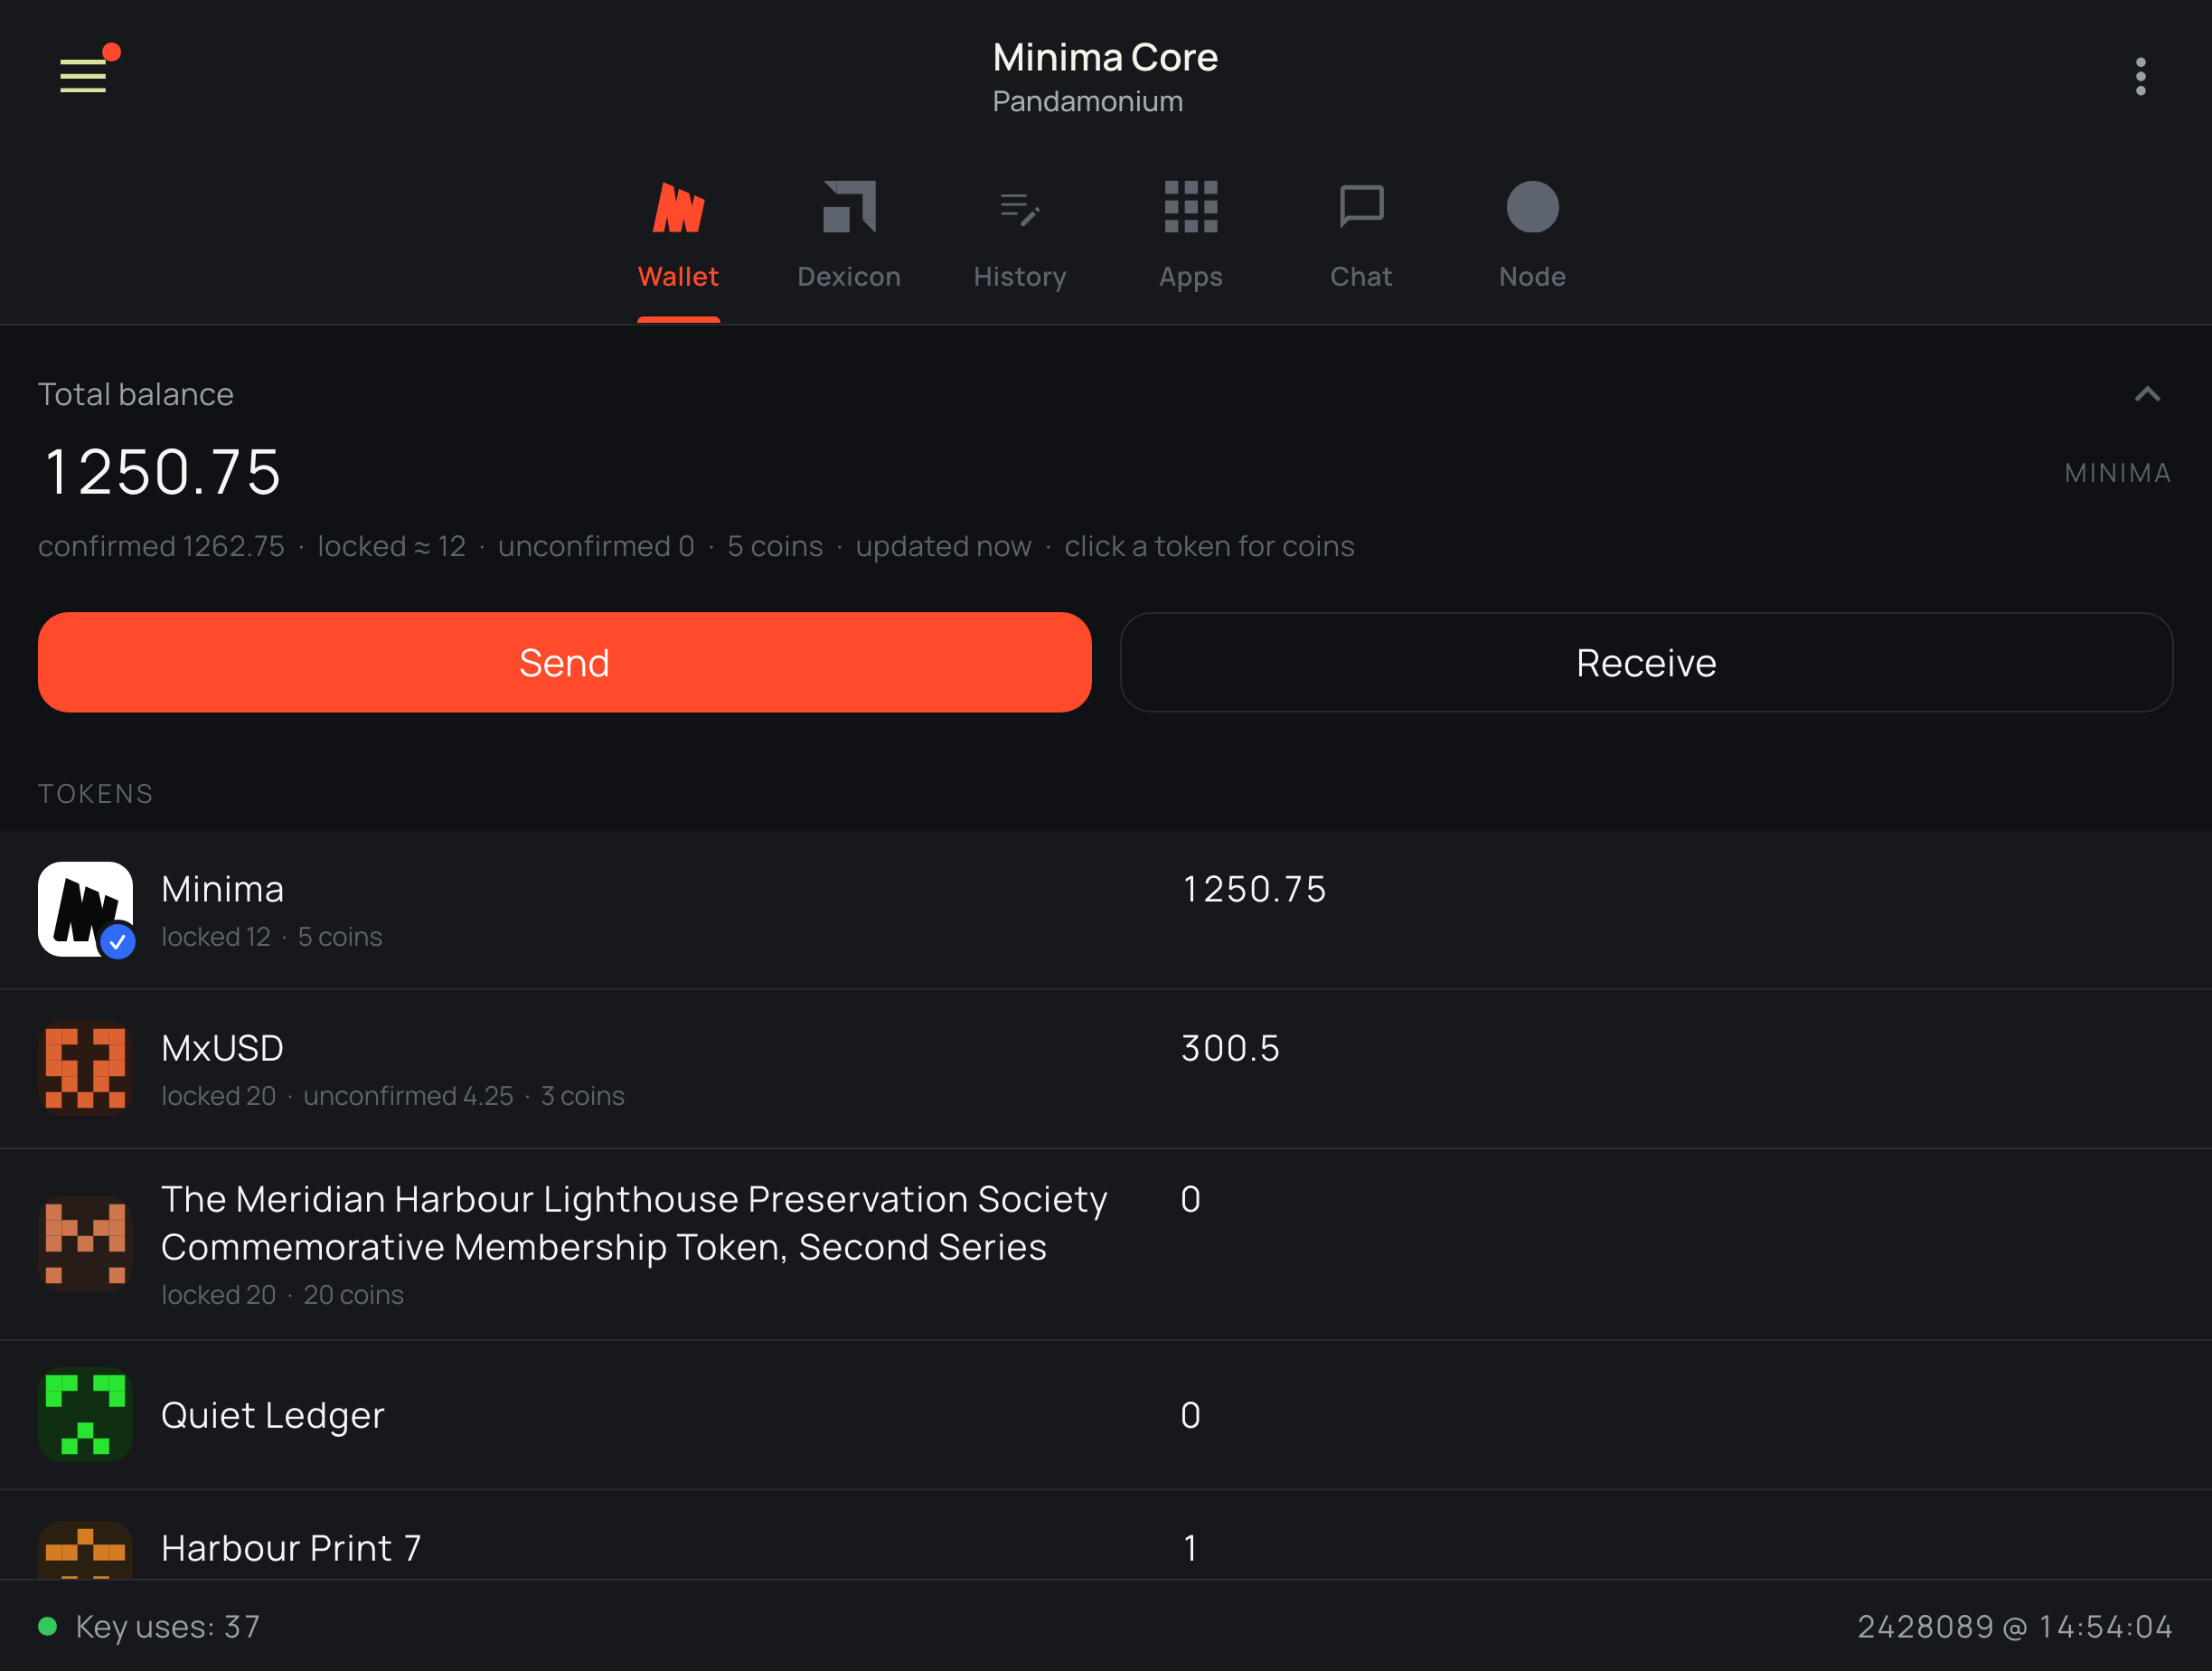 Minima Core
Pandamonium
Wallet
Dexicon
History
Apps
Chat
Node
Total balance
1250.75
MINIMA
confirmed 1262.75 · locked ≈ 12 · unconfirmed 0 · 5 coins · updated now · click a token for coins
Send
Receive
TOKENS
Minima
1250.75
locked 12 · 5 coins
MxUSD
300.5
locked 20 · unconfirmed 4.25 · 3 coins
The Meridian Harbour Lighthouse Preservation Society
0
Commemorative Membership Token, Second Series
locked 20 · 20 coins
Quiet Ledger
0
Harbour Print 7
1
Key uses: 37
2428089 @ 14:54:04